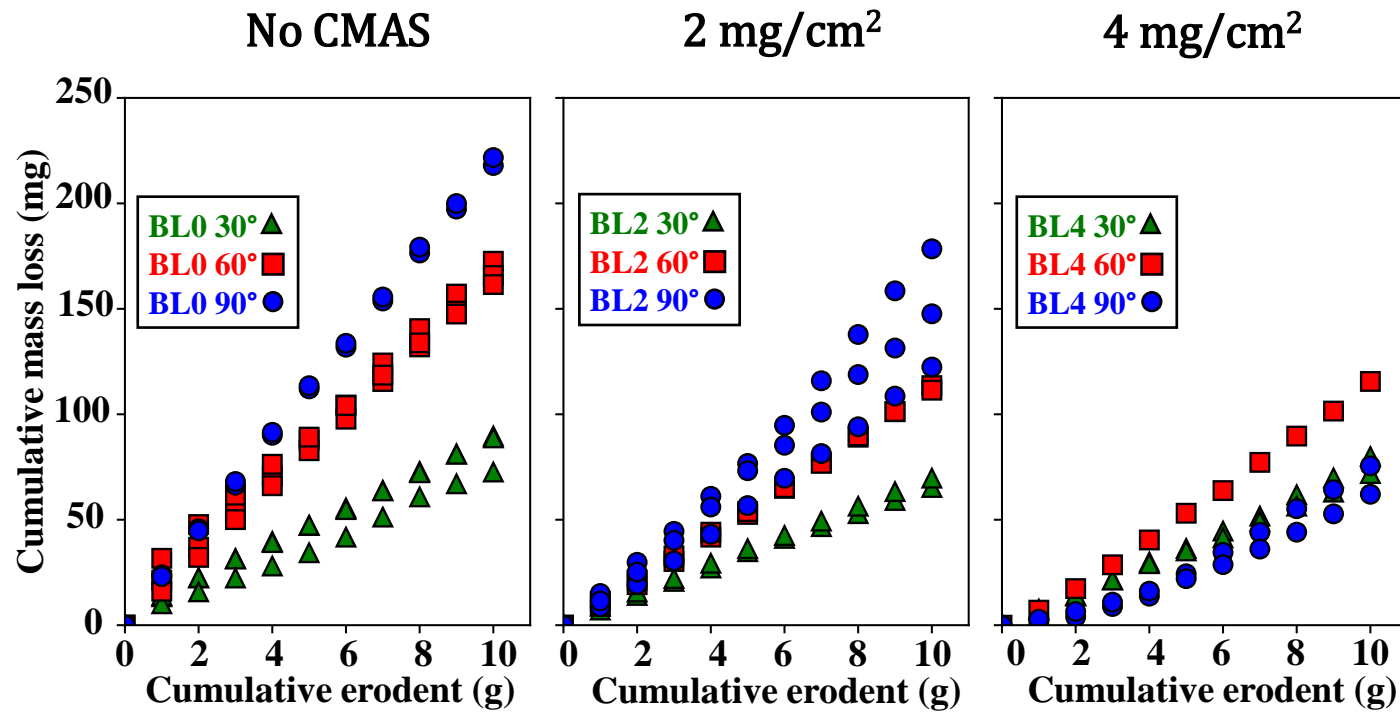 No CMAS
2 mg/cm²
4 mg/cm²
Cumulative mass loss (mg)
250
200
150
100
50
0
BL0 30°
BL0 60°
BL0 90°
BL2 30°
BL2 60°
BL2 90°
BL4 30°
BL4 60°
BL4 90°
0 2 4 6 8 10
0 2 4 6 8 10
0 2 4 6 8 10
Cumulative erodent (g)
Cumulative erodent (g)
Cumulative erodent (g)